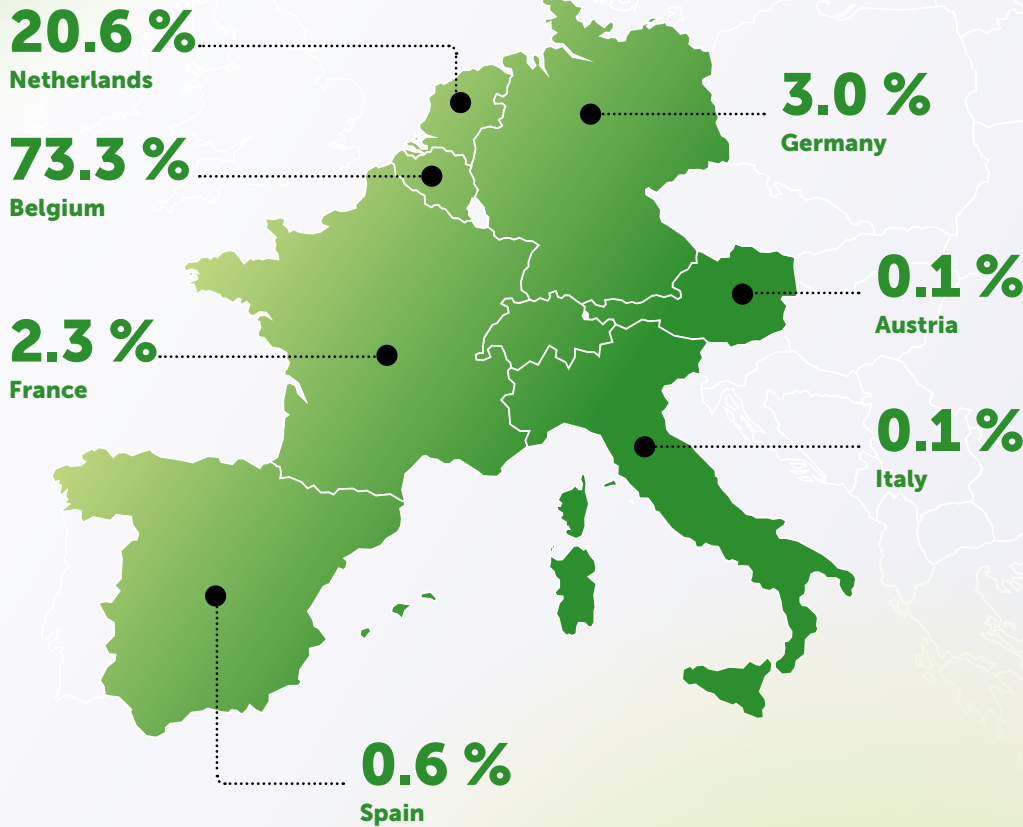 20.6 %
Netherlands
73.3 %
Belgium
2.3 %
France
3.0 %
Germany
0.1 %
Austria
0.1 %
Italy
0.6 %
Spain